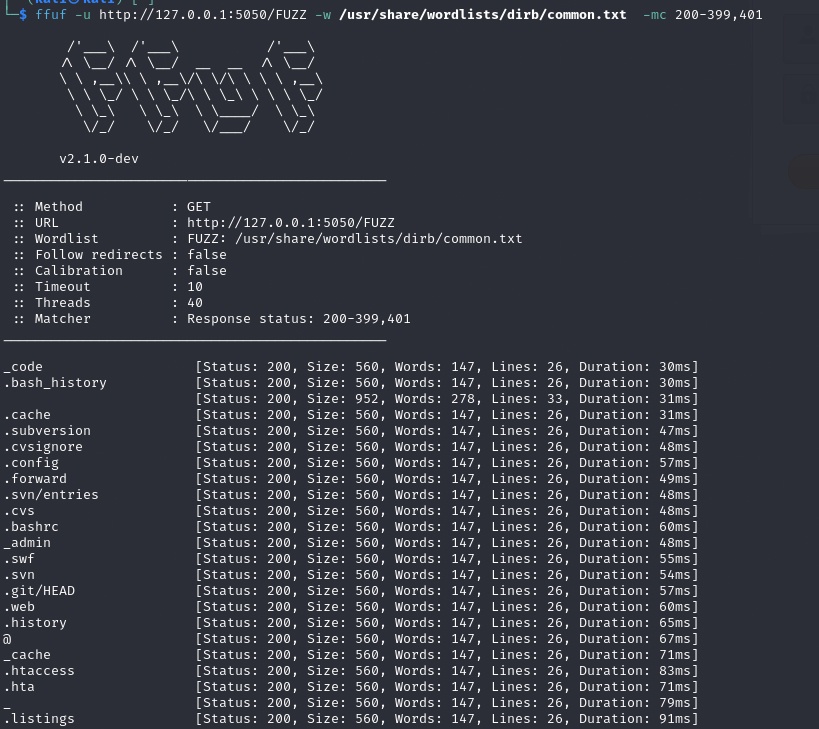 └─$ ffuf -u http://127.0.0.1:5050/FUZZ -w /usr/share/wordlists/dirb/common.txt  -mc 200-399,401
v2.1.0-dev
:: Method           : GET
:: URL              : http://127.0.0.1:5050/FUZZ
:: Wordlist         : FUZZ: /usr/share/wordlists/dirb/common.txt
:: Follow redirects : false
:: Calibration      : false
:: Timeout          : 10
:: Threads          : 40
:: Matcher          : Response status: 200-399,401
_code                   [Status: 200, Size: 560, Words: 147, Lines: 26, Duration: 30ms]
.bash_history           [Status: 200, Size: 560, Words: 147, Lines: 26, Duration: 30ms]
                        [Status: 200, Size: 952, Words: 278, Lines: 33, Duration: 31ms]
.cache                  [Status: 200, Size: 560, Words: 147, Lines: 26, Duration: 31ms]
.subversion             [Status: 200, Size: 560, Words: 147, Lines: 26, Duration: 47ms]
.cvsignore              [Status: 200, Size: 560, Words: 147, Lines: 26, Duration: 48ms]
.config                 [Status: 200, Size: 560, Words: 147, Lines: 26, Duration: 57ms]
.forward                [Status: 200, Size: 560, Words: 147, Lines: 26, Duration: 49ms]
.svn/entries            [Status: 200, Size: 560, Words: 147, Lines: 26, Duration: 48ms]
.cvs                    [Status: 200, Size: 560, Words: 147, Lines: 26, Duration: 48ms]
.bashrc                 [Status: 200, Size: 560, Words: 147, Lines: 26, Duration: 60ms]
_admin                  [Status: 200, Size: 560, Words: 147, Lines: 26, Duration: 48ms]
.swf                    [Status: 200, Size: 560, Words: 147, Lines: 26, Duration: 55ms]
.svn                    [Status: 200, Size: 560, Words: 147, Lines: 26, Duration: 54ms]
.git/HEAD               [Status: 200, Size: 560, Words: 147, Lines: 26, Duration: 57ms]
.web                    [Status: 200, Size: 560, Words: 147, Lines: 26, Duration: 60ms]
.history                [Status: 200, Size: 560, Words: 147, Lines: 26, Duration: 65ms]
@                       [Status: 200, Size: 560, Words: 147, Lines: 26, Duration: 67ms]
_cache                  [Status: 200, Size: 560, Words: 147, Lines: 26, Duration: 71ms]
.htaccess               [Status: 200, Size: 560, Words: 147, Lines: 26, Duration: 83ms]
.hta                    [Status: 200, Size: 560, Words: 147, Lines: 26, Duration: 71ms]
_                       [Status: 200, Size: 560, Words: 147, Lines: 26, Duration: 79ms]
.listings               [Status: 200, Size: 560, Words: 147, Lines: 26, Duration: 91ms]